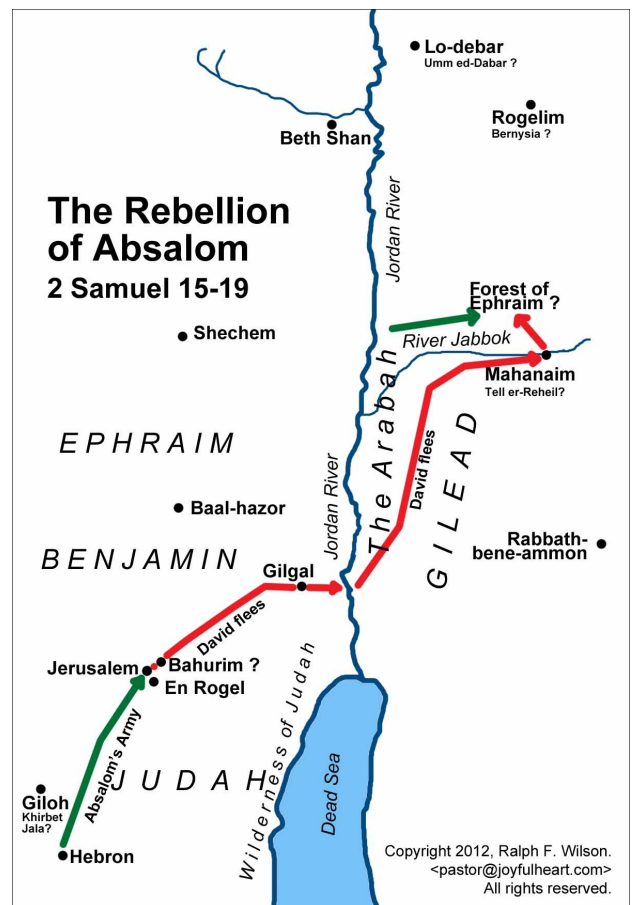 Lo-debar
Umm ed-Dabar ?
Rogelim
Bernysia ?
Beth Shan
The Rebellion
of Absalom
2 Samuel 15-19
Jordan River
Forest of
Ephraim ?
Shechem
River Jabbok
Mahanaim
Tell er-Reheil?
The Arabah
EPHRAIM
David flees
GILEAD
Jordan River
Baal-hazor
Rabbath-
bene-ammon
BENJAMIN
Gilgal
David flees
Jerusalem
Bahurim ?
En Rogel
Wilderness of Judah
Absalom's Army
JUDAH
Dead Sea
Giloh
Khirbet
Jala?
Hebron
Copyright 2012, Ralph F. Wilson.
<pastor@joyfulheart.com>
All rights reserved.